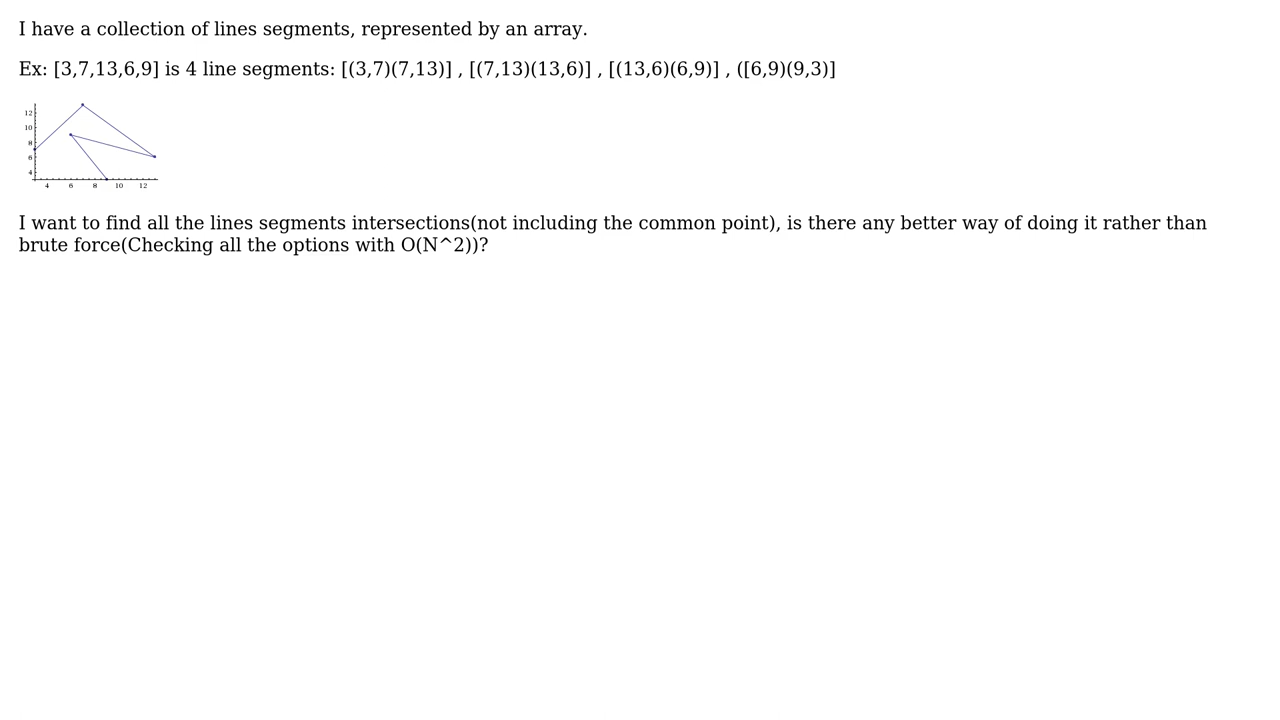 I have a collection of lines segments, represented by an array.
Ex: [3,7,13,6,9] is 4 line segments: [(3,7)(7,13)] , [(7,13)(13,6)] , [(13,6)(6,9)] , ([6,9)(9,3)]
12
10
8
6
4
4 6 8 10 12
I want to find all the lines segments intersections(not including the common point), is there any better way of doing it rather than
brute force(Checking all the options with O(N^2))?